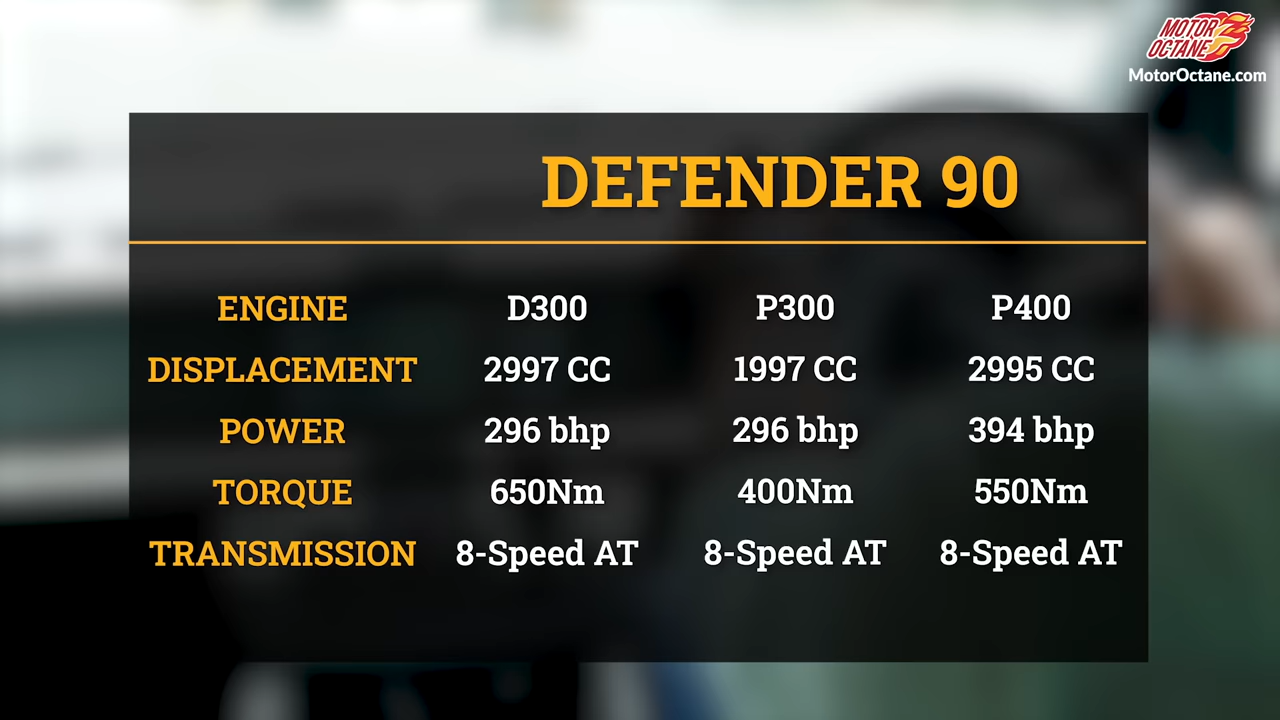 MOTOR
OCTANE
MotorOctane.com
DEFENDER 90
ENGINE D300 P300 P400
DISPLACEMENT 2997 CC 1997 CC 2995 CC
POWER 296 bhp 296 bhp 394 bhp
TORQUE 650Nm 400Nm 550Nm
TRANSMISSION 8-Speed AT 8-Speed AT 8-Speed AT